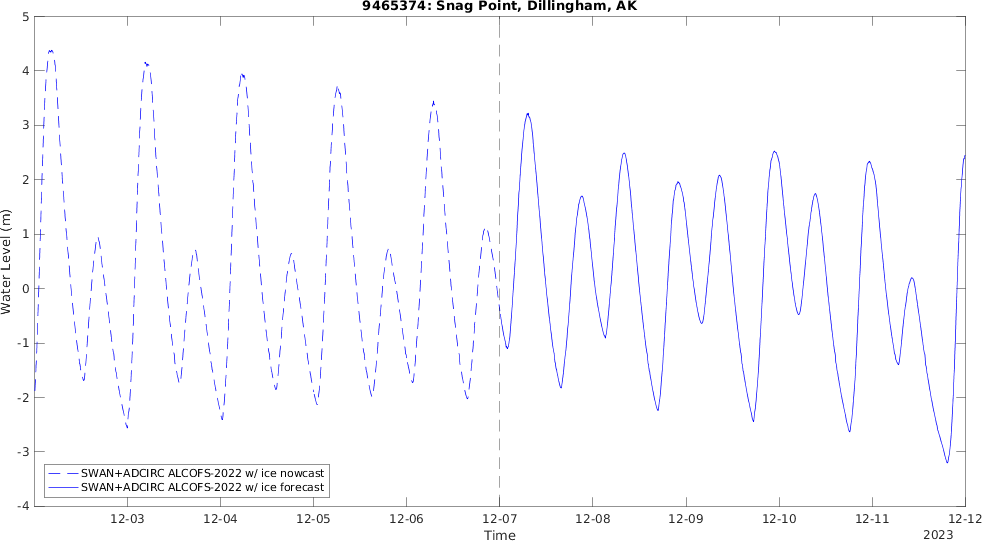 9465374: Snag Point, Dillingham, AK
5
4
3
2
1
0
-1
-2
-3
-4
Water Level (m)
SWAN+ADCIRC ALCOFS-2022 w/ ice nowcast
SWAN+ADCIRC ALCOFS-2022 w/ ice forecast
12-03 12-04 12-05 12-06 12-07 12-08 12-09 12-10 12-11 12-12
Time
2023